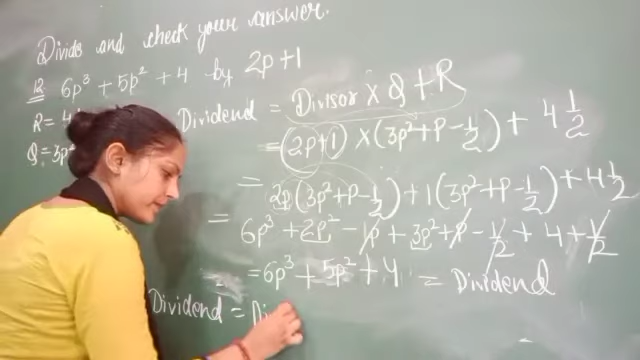 Divide and check your answer.
12 6p³ + 5p² + 4 by 2p+1
Dividend = Divisor × Q + R
R = 4
= (2p+1) × (3p²+p-1/2) + 4 1/2
Q = 3p²
= 2p(3p²+p-1/2) + 1(3p²+p-1/2) + 4 1/2
= 6p³ + 2p² - 1p + 3p² + p - 1/2 + 4 + 1/2
= 6p³ + 5p² + 4 = Dividend
Dividend = Di